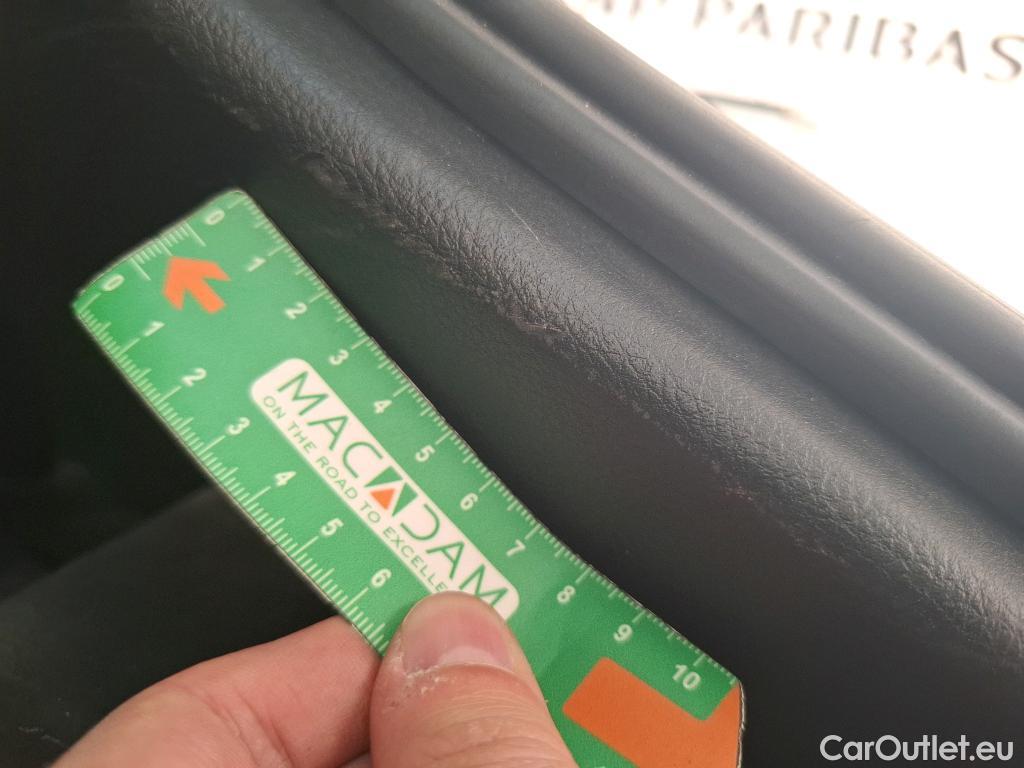 NP PARIBAS
0 1 2 3 4 5 6 7 8 9 10
0 1 2 3 4 5 6
MACADAM
ON THE ROAD TO EXCELLE
CarOutlet.eu